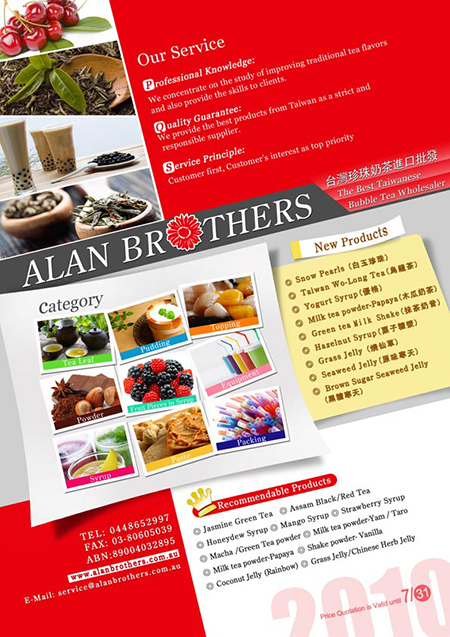 Our Service
Professional Knowledge:
We concentrate on the study of improving traditional tea flavors
and also provide the skills to clients.
Quality Guarantee:
We provide the best products from Taiwan as a strict and
responsible supplier.
Service Principle:
Customer first, Customer's interest as top priority
台灣珍珠奶茶進口批發
The Best Taiwanese
Bubble Tea Wholesaler
ALAN BROTHERS
Category
Tea Leaf
Pudding
Topping
Powder
Fruit Pieces in Syrup
Equipment
Syrup
Packing
New Products
◎ Snow Pearls (白玉珍珠)
◎ Taiwan Wo-Long Tea (烏龍茶)
◎ Yogurt Syrup (優格)
◎ Milk tea powder-Papaya (木瓜奶茶)
◎ Green tea Milk Shake (抹茶奶昔)
◎ Hazelnut Syrup (栗子糖漿)
◎ Grass Jelly (燒仙草)
◎ Seaweed Jelly (原味寒天)
◎ Brown Sugar Seaweed Jelly
(黑糖寒天)
Recommendable Products
◎ Jasmine Green Tea ◎ Assam Black/Red Tea
◎ Honeydew Syrup ◎ Mango Syrup ◎ Strawberry Syrup
◎ Macha /Green Tea powder ◎ Milk tea powder-Yam / Taro
◎ Milk tea powder-Papaya ◎ Shake powder- Vanilla
◎ Coconut Jelly (Rainbow) ◎ Grass Jelly/Chinese Herb Jelly
TEL: 0448652997
FAX: 03-80605039
ABN:89004032895
www.alanbrothers.com.au
E-Mail: service@alanbrothers.com.au
2010
Price Quotation is Valid until 7/31